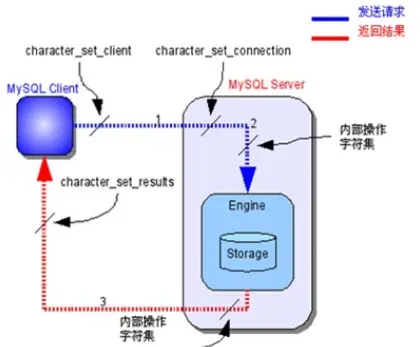 发送请求
返回结果
character_set_client
character_set_connection
MySQL Client
MySQL Server
1
2
内部操作
字符集
Engine
character_set_results
Storage
3
内部操作
字符集